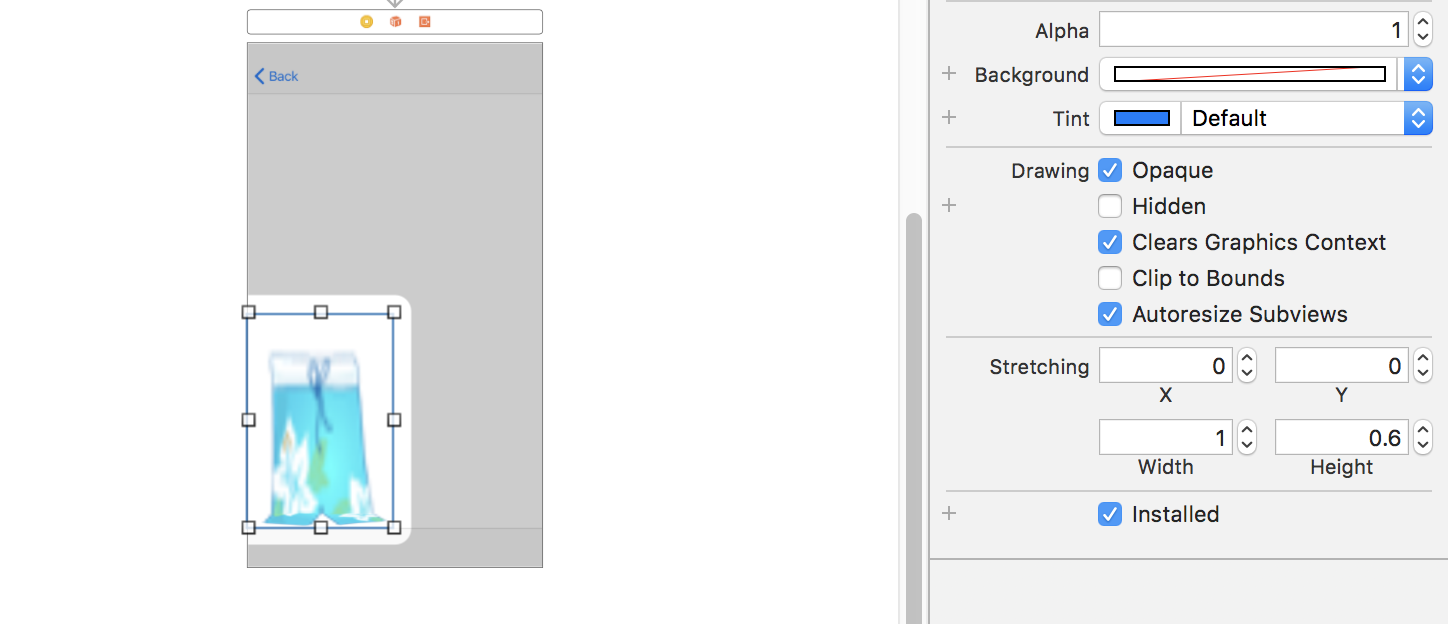 Back
Alpha 1
Background
Tint Default
Drawing Opaque
Hidden
Clears Graphics Context
Clip to Bounds
Autoresize Subviews
Stretching 0 0
X Y
1 0.6
Width Height
Installed